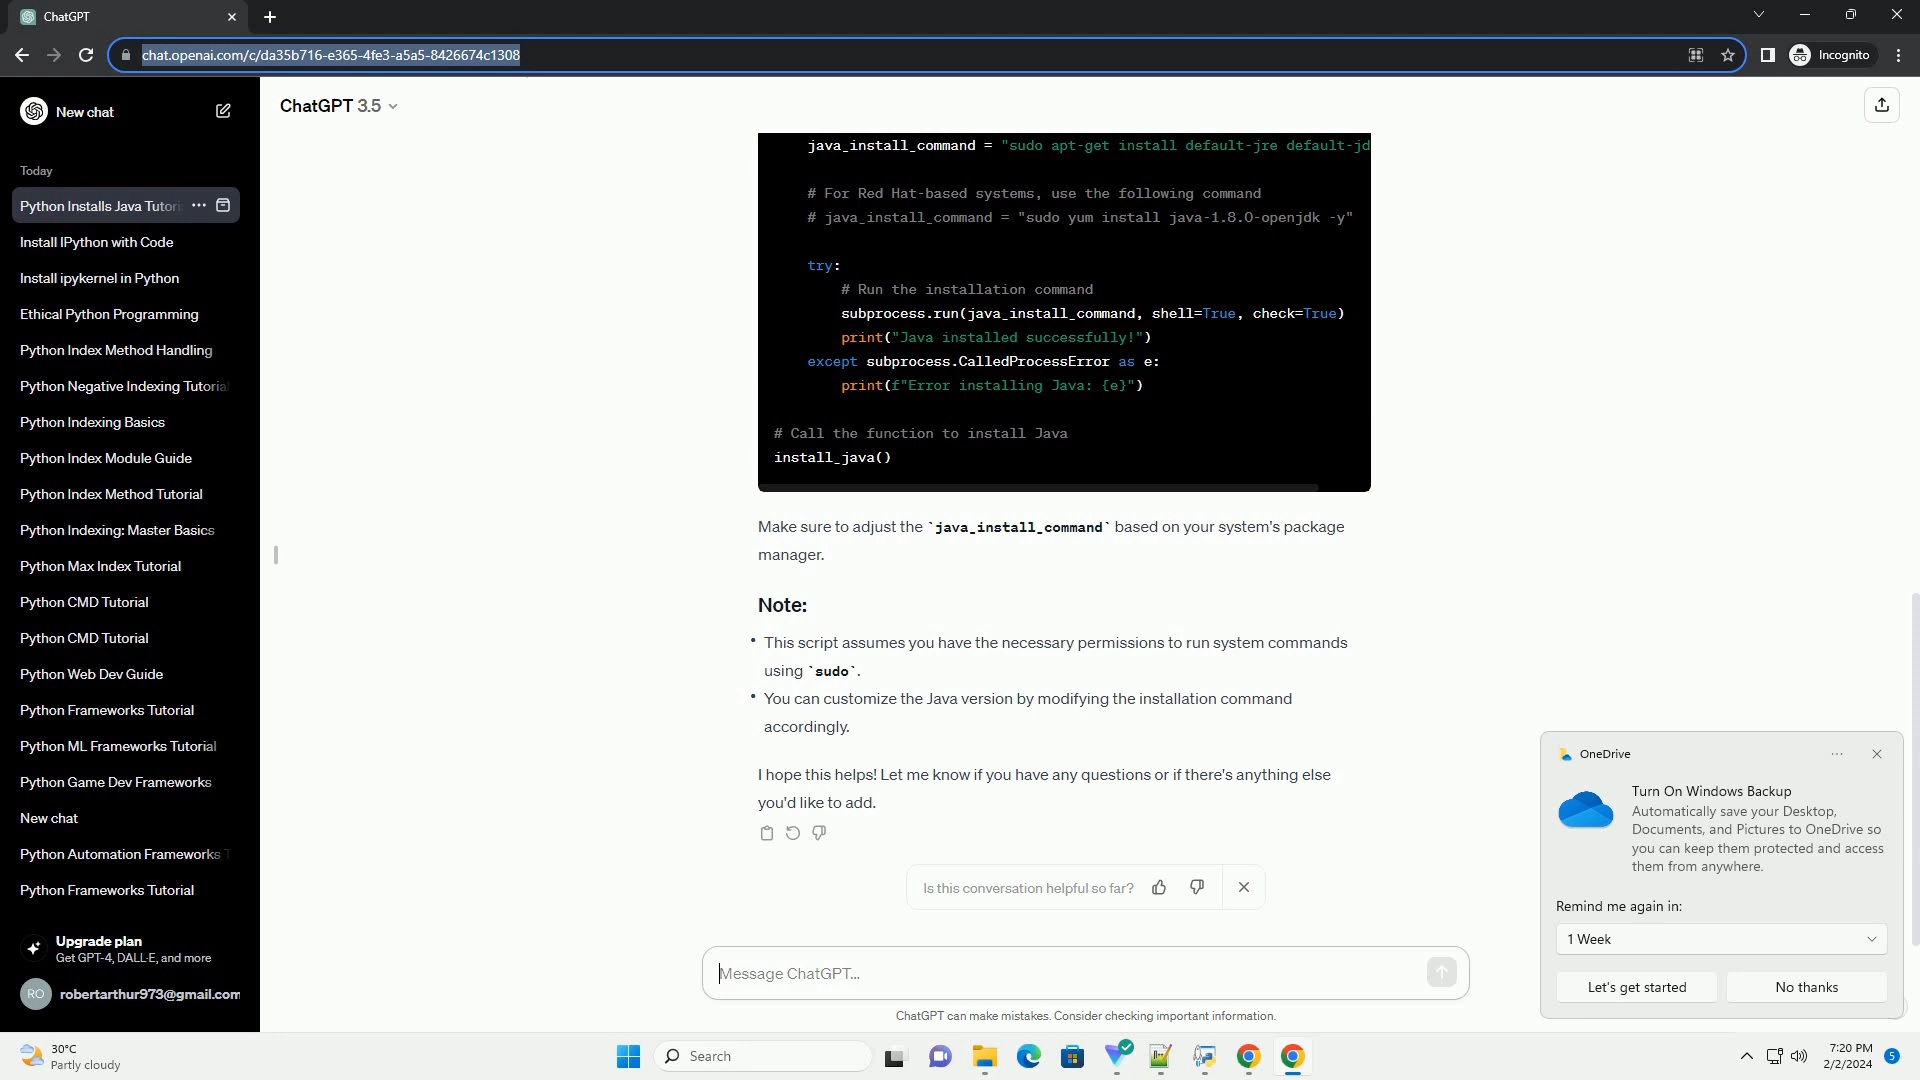 ChatGPT
chat.openai.com/c/da35b716-e365-4fe3-a5a5-8426674c1308
Incognito
New chat
Today
Python Installs Java Tutori
Install IPython with Code
Install ipykernel in Python
Ethical Python Programming
Python Index Method Handling
Python Negative Indexing Tutorial
Python Indexing Basics
Python Index Module Guide
Python Index Method Tutorial
Python Indexing: Master Basics
Python Max Index Tutorial
Python CMD Tutorial
Python CMD Tutorial
Python Web Dev Guide
Python Frameworks Tutorial
Python ML Frameworks Tutorial
Python Game Dev Frameworks
New chat
Python Automation Frameworks T
Python Frameworks Tutorial
Upgrade plan
Get GPT-4, DALL·E, and more
RO
robertarthur973@gmail.com
ChatGPT 3.5
java_install_command = "sudo apt-get install default-jre default-jd
# For Red Hat-based systems, use the following command
# java_install_command = "sudo yum install java-1.8.0-openjdk -y"
try:
# Run the installation command
subprocess.run(java_install_command, shell=True, check=True)
print("Java installed successfully!")
except subprocess.CalledProcessError as e:
print(f"Error installing Java: {e}")
# Call the function to install Java
install_java()
Make sure to adjust the `java_install_command` based on your system's package
manager.
Note:
• This script assumes you have the necessary permissions to run system commands
using `sudo`.
• You can customize the Java version by modifying the installation command
accordingly.
I hope this helps! Let me know if you have any questions or if there's anything else
you'd like to add.
Is this conversation helpful so far?
Message ChatGPT...
ChatGPT can make mistakes. Consider checking important information.
OneDrive
Turn On Windows Backup
Automatically save your Desktop,
Documents, and Pictures to OneDrive so
you can keep them protected and access
them from anywhere.
Remind me again in:
1 Week
Let's get started
No thanks
30°C
Partly cloudy
Search
7:20 PM
2/2/2024
5